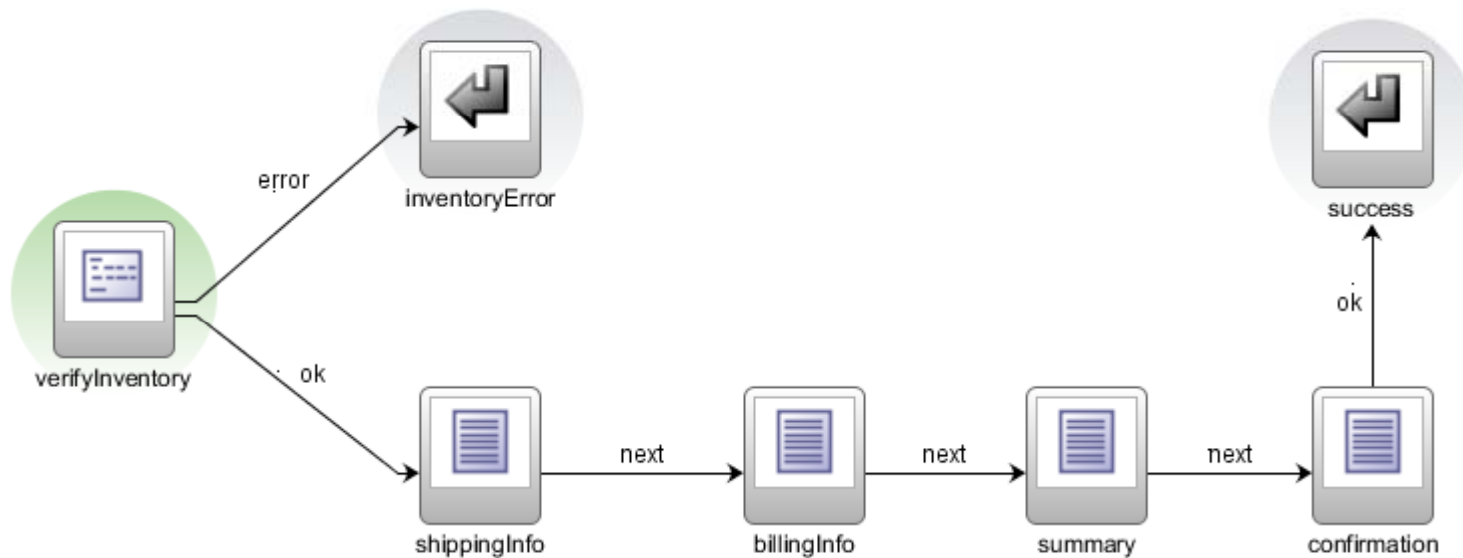 error
inventoryError
success
verifyInventory
ok
ok
next
next
next
shippingInfo
billingInfo
summary
confirmation